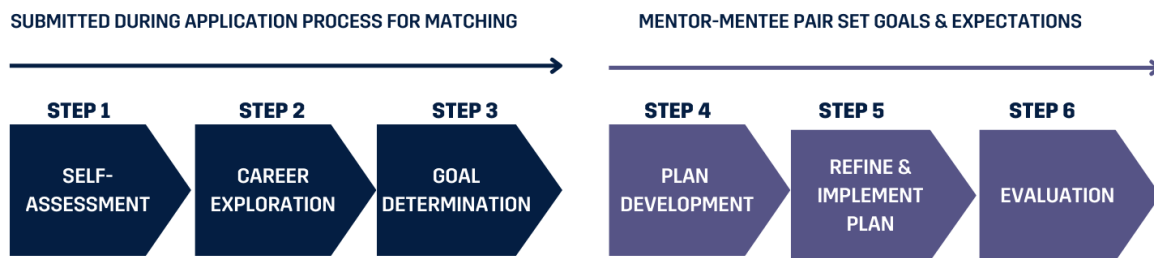 SUBMITTED DURING APPLICATION PROCESS FOR MATCHING
STEP 1
SELF-
ASSESSMENT
STEP 2
CAREER
EXPLORATION
STEP 3
GOAL
DETERMINATION
MENTOR-MENTEE PAIR SET GOALS & EXPECTATIONS
STEP 4
PLAN
DEVELOPMENT
STEP 5
REFINE &
IMPLEMENT
PLAN
STEP 6
EVALUATION